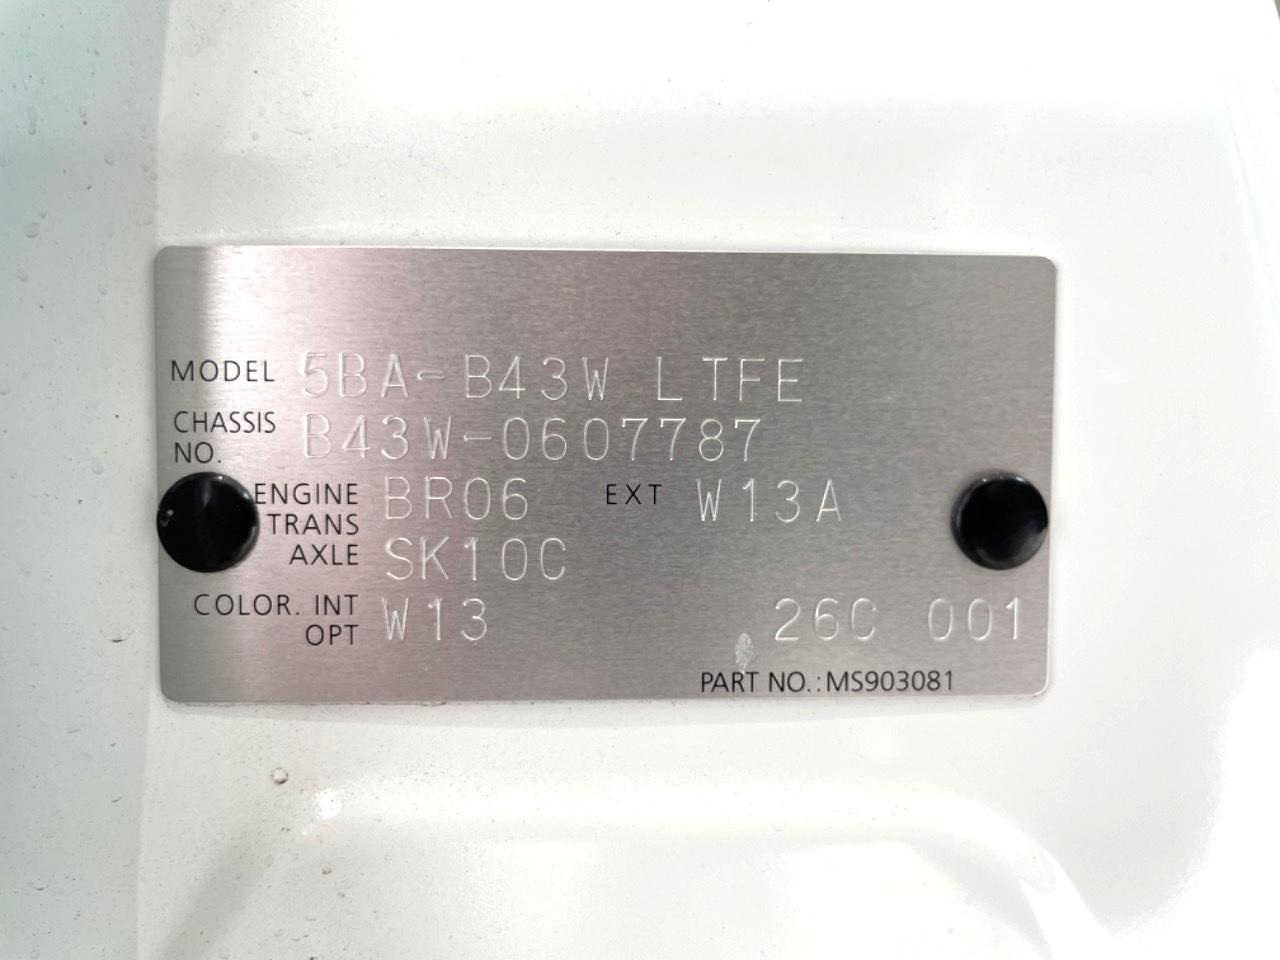 MODEL 5BA-B43W LTFE
CHASSIS NO. B43W-0607787
ENGINE BR06 EXT W13A
TRANS AXLE SK10C
COLOR. INT W13 26C 001
OPT
PART NO.:MS903081